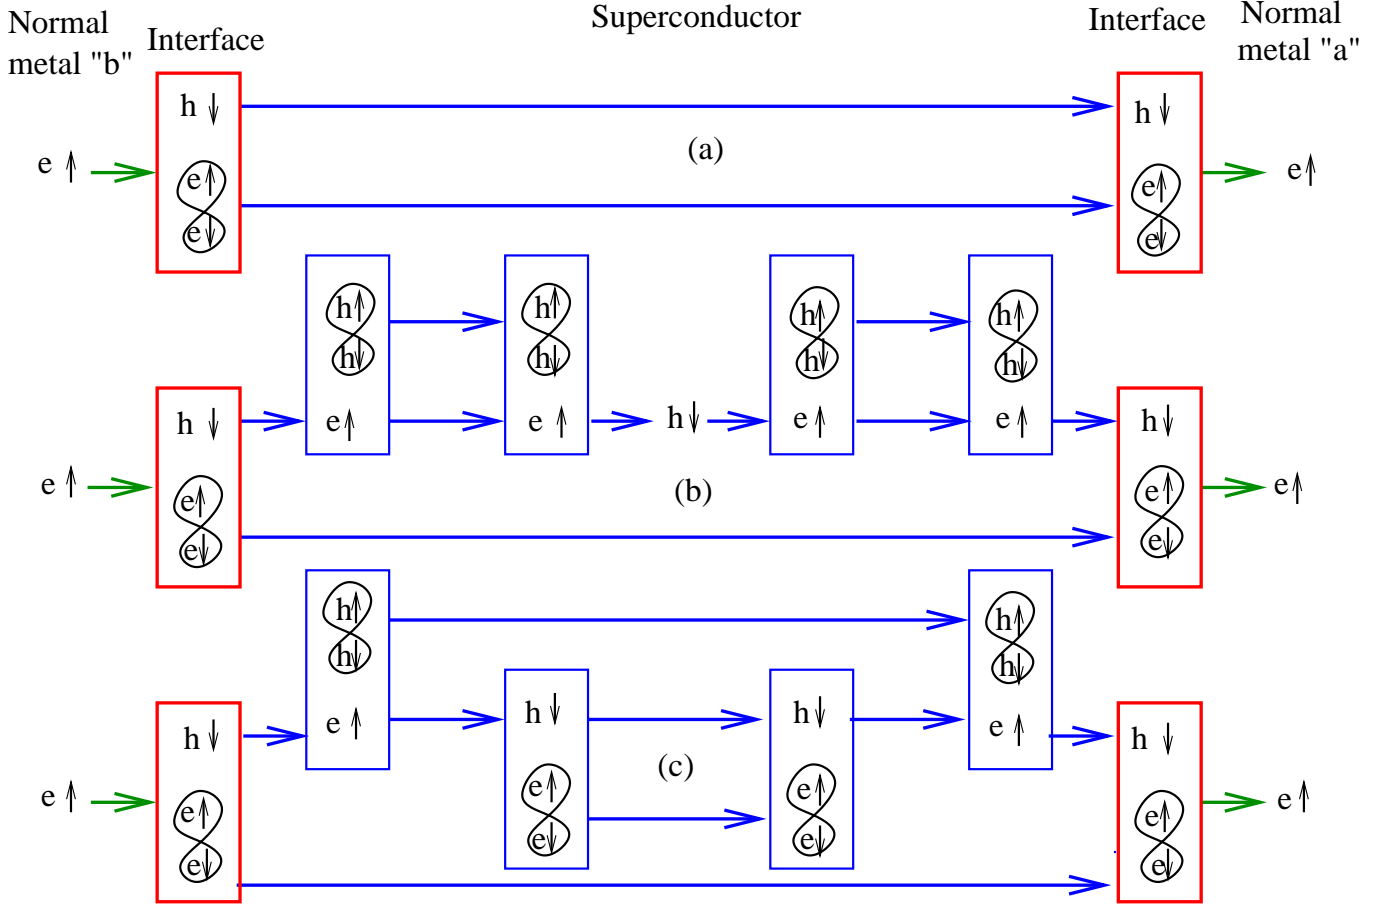 Superconductor
Normal
metal "b"
Interface
Interface
Normal
metal "a"
h ↓
h ↓
(a)
e ↑
e↑
e↓
e↑
e↓
e↑
h↑
h↓
h↑
h↓
h↑
h↓
h↑
h↓
h ↓
e↑
e ↑
h↓
e↑
e ↑
h↓
e ↑
e↑
e↓
(b)
e↑
e↓
e↑
h↑
h↓
h↑
h↓
h ↓
e ↑
h ↓
h↓
e ↑
h ↓
(c)
e ↑
e↑
e↓
e↑
e↓
e↑
e↓
e↑
e↓
e ↑